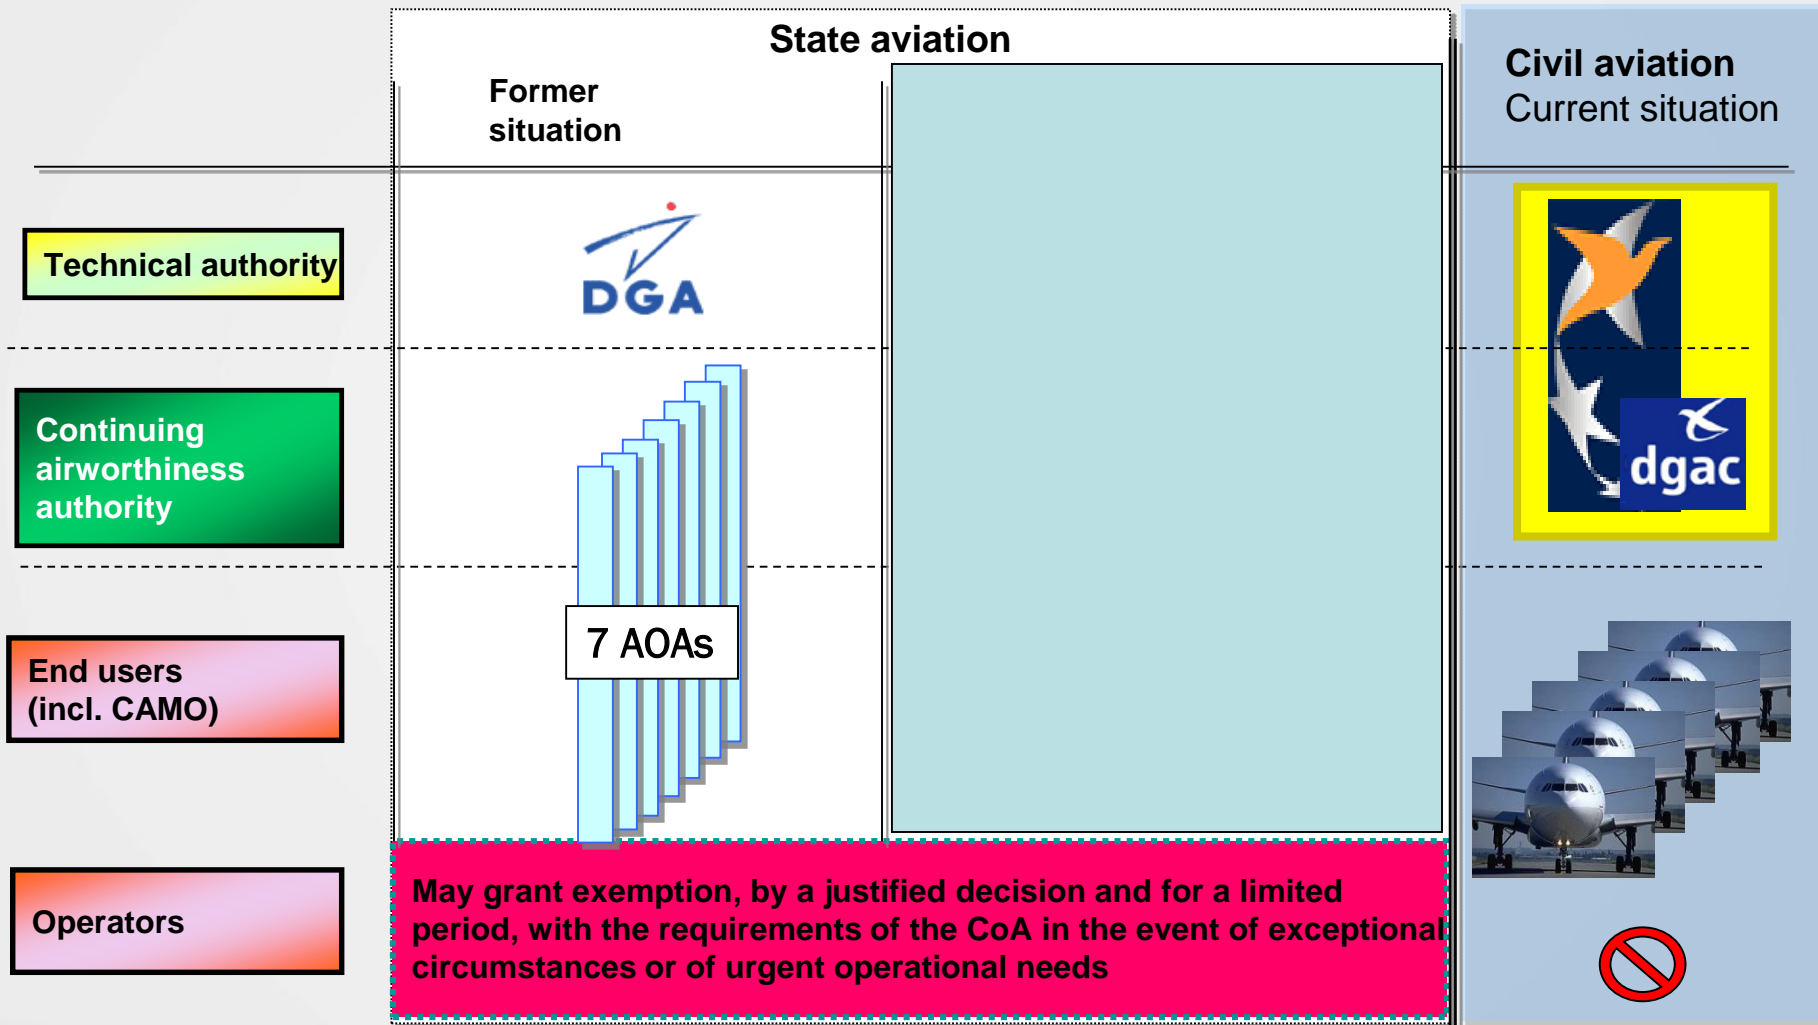 State aviation
Former
situation
Civil aviation
Current situation
Technical authority
DGA
Continuing
airworthiness
authority
dgac
7 AOAs
End users
(incl. CAMO)
Operators
May grant exemption, by a justified decision and for a limited
period, with the requirements of the CoA in the event of exceptional
circumstances or of urgent operational needs